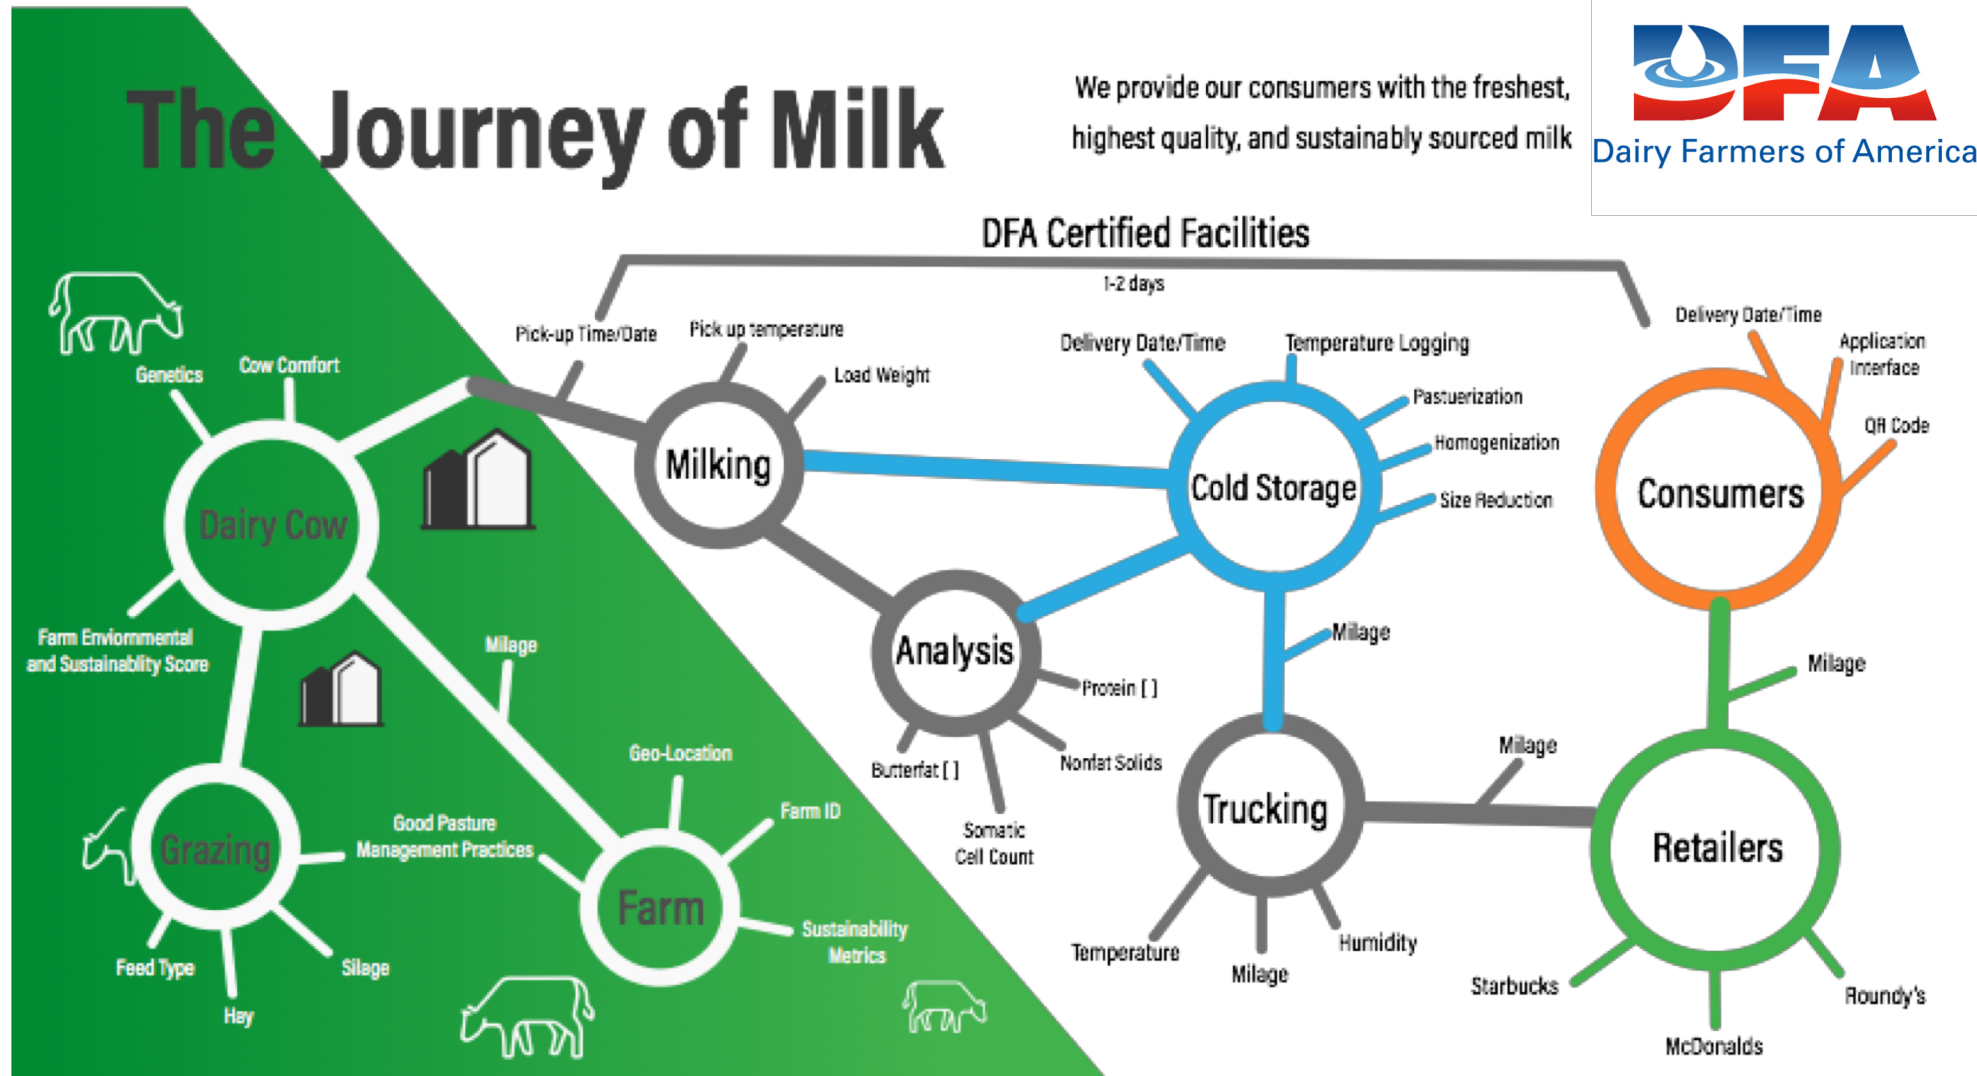 The Journey of Milk
We provide our consumers with the freshest,
highest quality, and sustainably sourced milk
DFA
Dairy Farmers of America
DFA Certified Facilities
1-2 days
Pick-up Time/Date
Pick up temperature
Load Weight
Milking
Delivery Date/Time
Temperature Logging
Pastuerization
Homogenization
Size Reduction
Cold Storage
Delivery Date/Time
Application
Interface
QR Code
Consumers
Genetics
Cow Comfort
Dairy Cow
Farm Enviornmental
and Sustainablity Score
Milage
Analysis
Protein [ ]
Nonfat Solids
Butterfat [ ]
Somatic
Cell Count
Milage
Milage
Milage
Trucking
Temperature
Milage
Humidity
Retailers
Starbucks
McDonalds
Roundy's
Grazing
Good Pasture
Management Practices
Feed Type
Hay
Silage
Geo-Location
Farm ID
Farm
Sustainability
Metrics